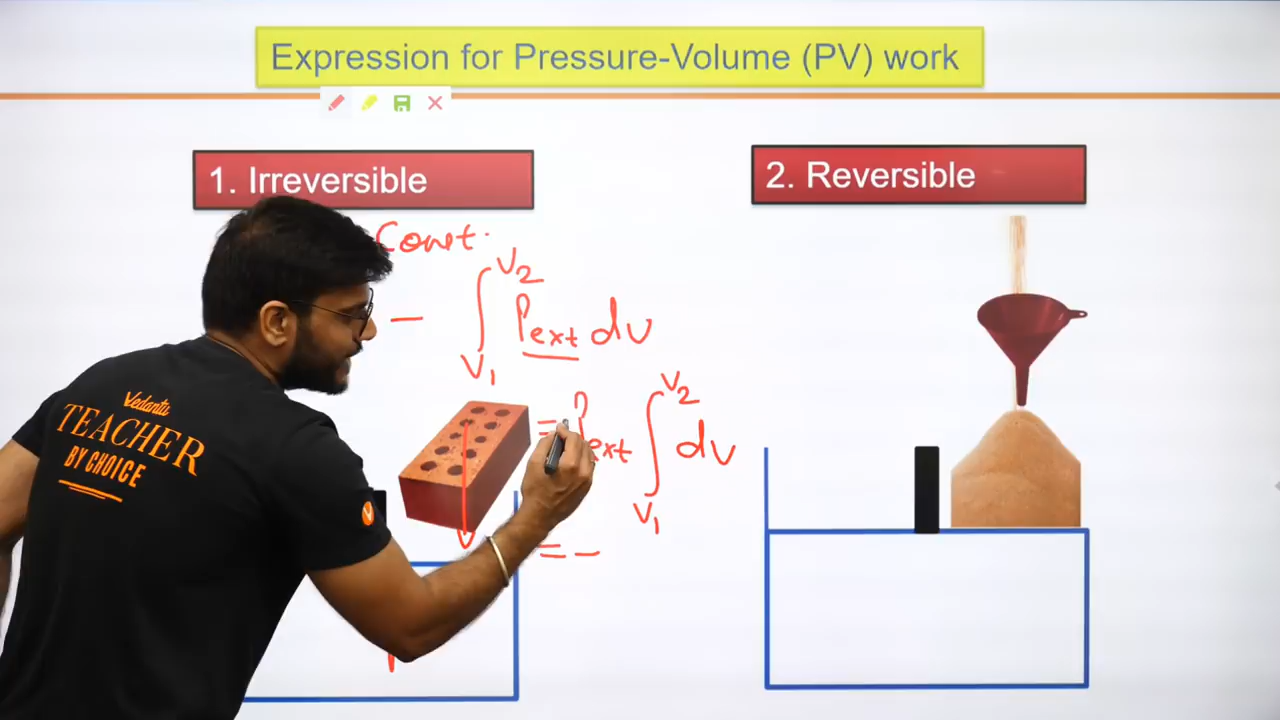 Expression for Pressure-Volume (PV) work
1. Irreversible
2. Reversible
Const.
- ∫ V₂ V₁ Pext dv
= Pext ∫ V₂ V₁ dv
= -
Vedantu
TEACHER
BY CHOICE